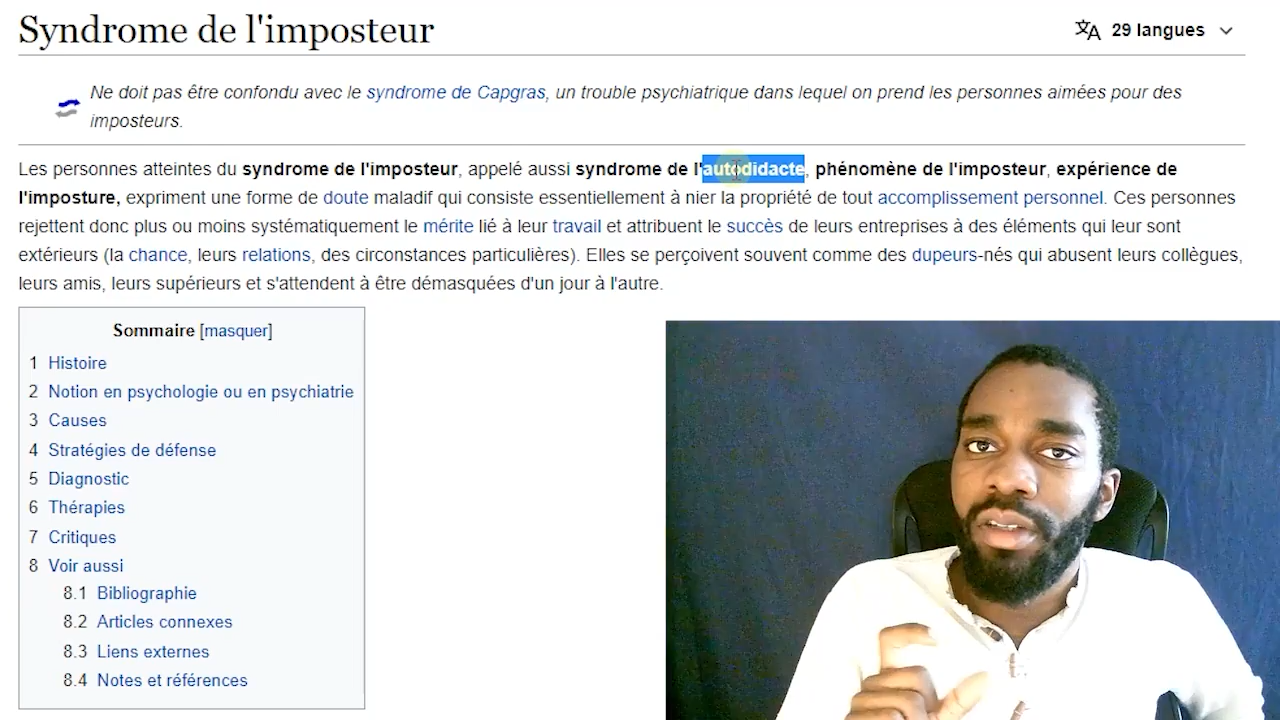 Syndrome de l'imposteur
29 langues
Ne doit pas être confondu avec le syndrome de Capgras, un trouble psychiatrique dans lequel on prend les personnes aimées pour des
imposteurs.
Les personnes atteintes du syndrome de l'imposteur, appelé aussi syndrome de l'autodidacte, phénomène de l'imposteur, expérience de
l'imposture, expriment une forme de doute maladif qui consiste essentiellement à nier la propriété de tout accomplissement personnel. Ces personnes
rejettent donc plus ou moins systématiquement le mérite lié à leur travail et attribuent le succès de leurs entreprises à des éléments qui leur sont
extérieurs (la chance, leurs relations, des circonstances particulières). Elles se perçoivent souvent comme des dupeurs-nés qui abusent leurs collègues,
leurs amis, leurs supérieurs et s'attendent à être démasquées d'un jour à l'autre.
Sommaire [masquer]
1 Histoire
2 Notion en psychologie ou en psychiatrie
3 Causes
4 Stratégies de défense
5 Diagnostic
6 Thérapies
7 Critiques
8 Voir aussi
8.1 Bibliographie
8.2 Articles connexes
8.3 Liens externes
8.4 Notes et références